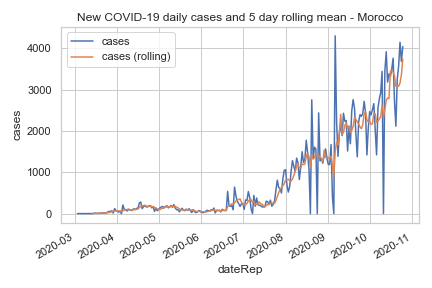 New COVID-19 daily cases and 5 day rolling mean - Morocco
cases
cases (rolling)
4000
3000
2000
1000
0
cases
2020-03
2020-04
2020-05
2020-06
2020-07
2020-08
2020-09
2020-10
2020-11
dateRep